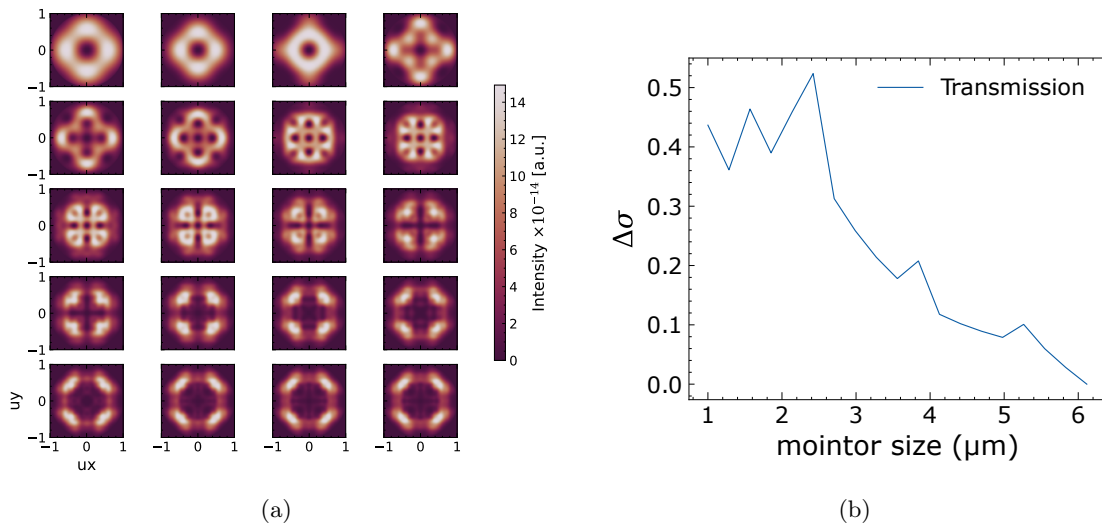 1
0
−1
1
0
−1
1
0
−1
1
0
−1
1
0
−1
−1 0 1 −1 0 1 −1 0 1 −1 0 1
uy
ux
14
12
10
8
6
4
2
0
Intensity ×10⁻¹⁴ [a.u.]
(a)
Transmission
0.5
0.4
0.3
0.2
0.1
0.0
Δσ
1 2 3 4 5 6
mointor size (μm)
(b)